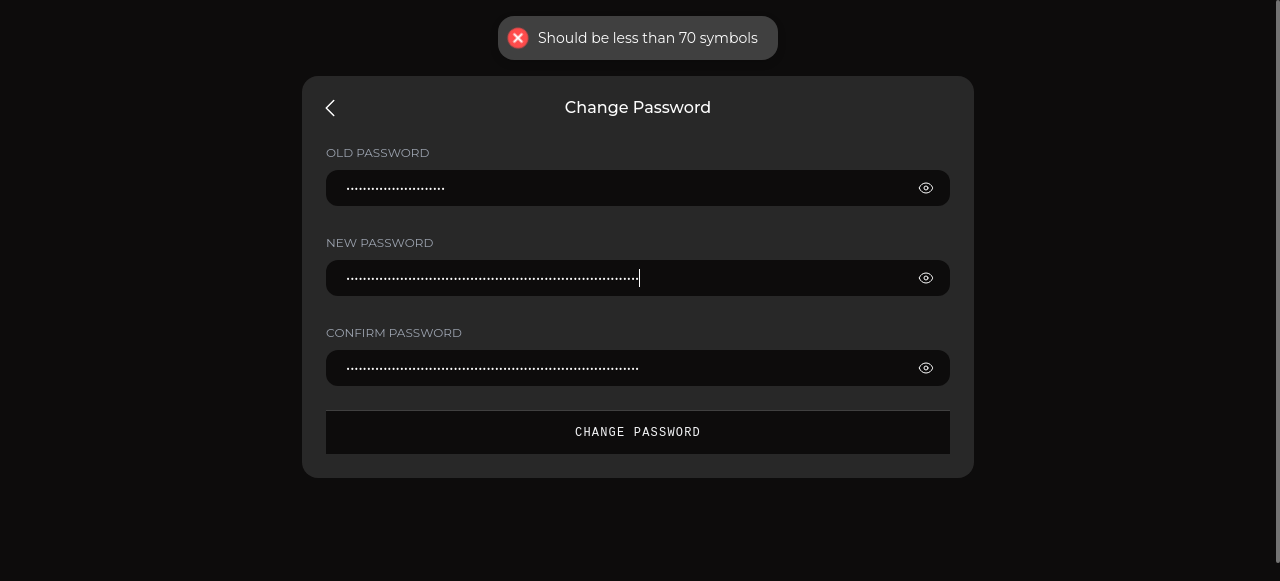 Should be less than 70 symbols
Change Password
OLD PASSWORD
NEW PASSWORD
CONFIRM PASSWORD
CHANGE PASSWORD